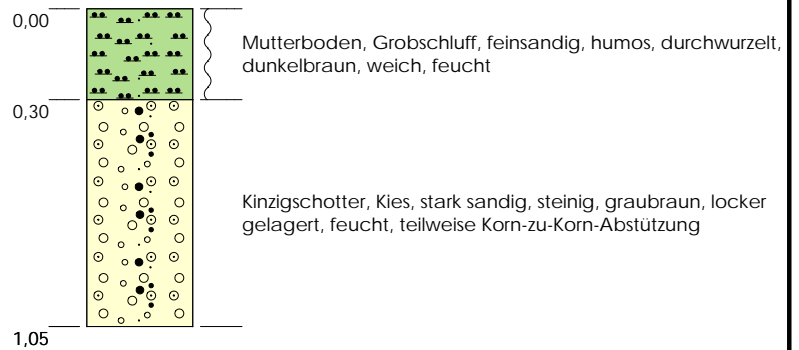 0,00
Mutterboden, Grobschluff, feinsandig, humos, durchwurzelt,
dunkelbraun, weich, feucht
0,30
Kinzigschotter, Kies, stark sandig, steinig, graubraun, locker
gelagert, feucht, teilweise Korn-zu-Korn-Abstützung
1,05